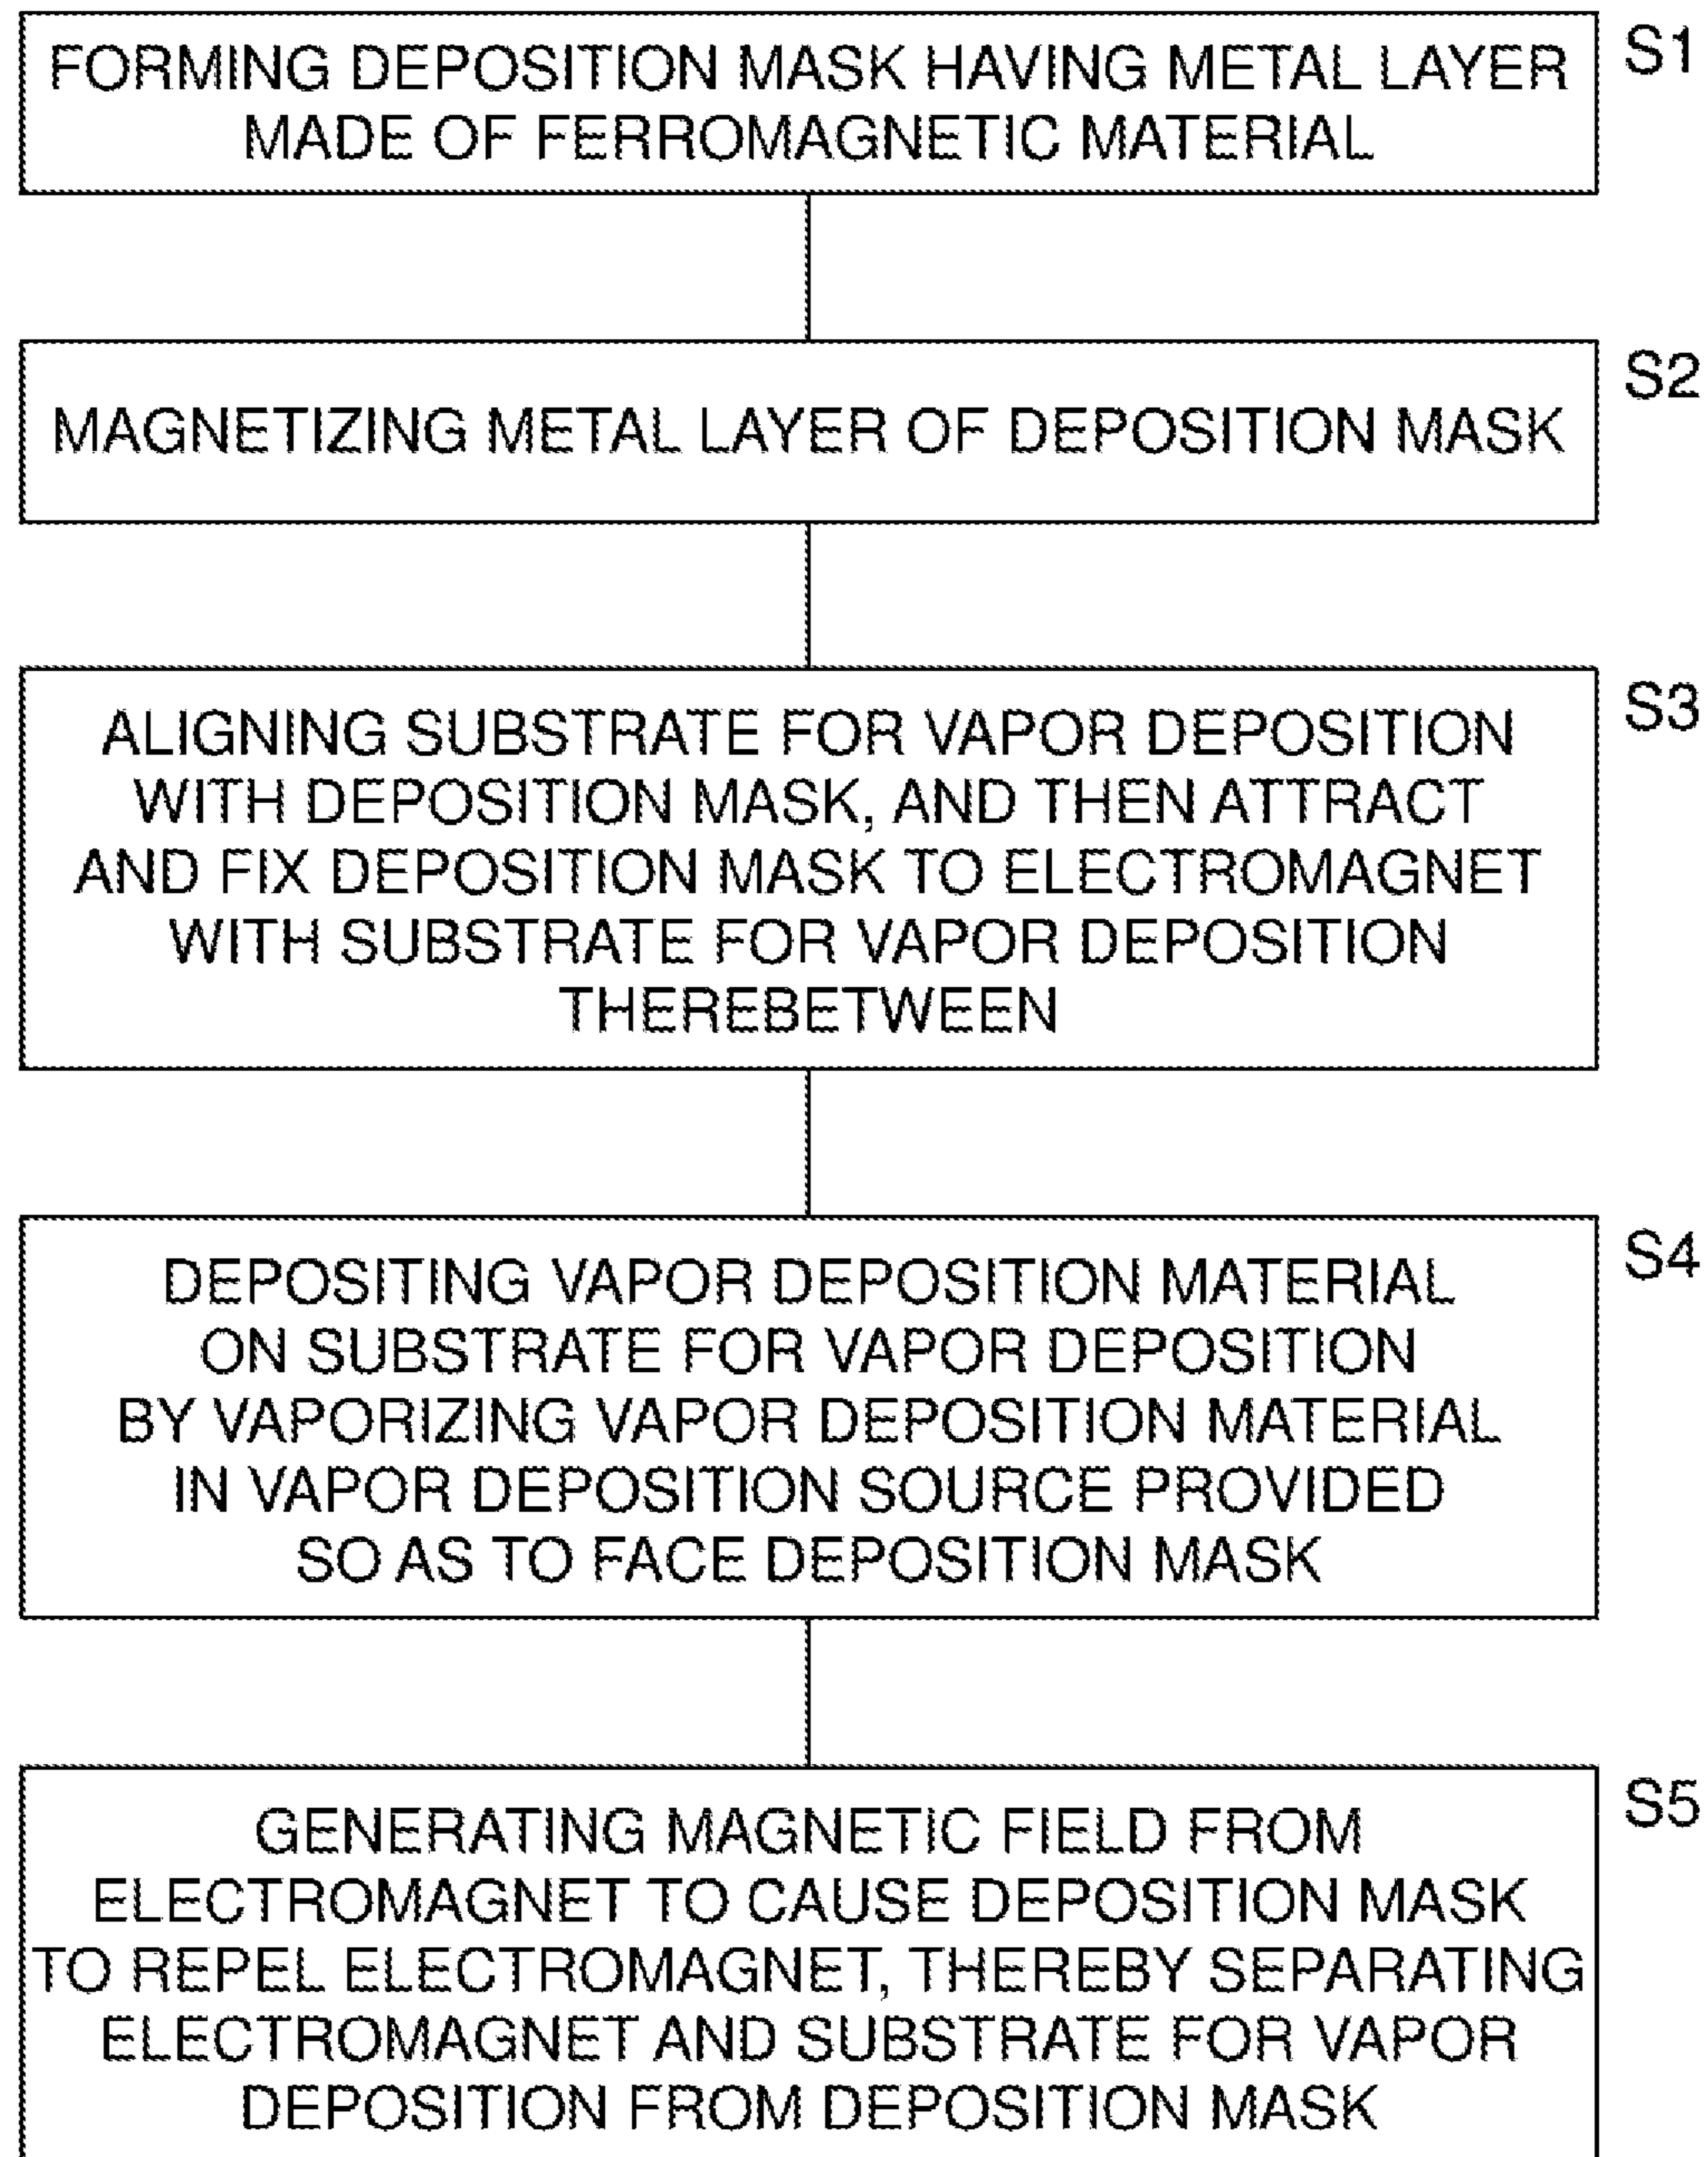 S1
FORMING DEPOSITION MASK HAVING METAL LAYER
MADE OF FERROMAGNETIC MATERIAL
S2
MAGNETIZING METAL LAYER OF DEPOSITION MASK
S3
ALIGNING SUBSTRATE FOR VAPOR DEPOSITION
WITH DEPOSITION MASK, AND THEN ATTRACT
AND FIX DEPOSITION MASK TO ELECTROMAGNET
WITH SUBSTRATE FOR VAPOR DEPOSITION
THEREBETWEEN
S4
DEPOSITING VAPOR DEPOSITION MATERIAL
ON SUBSTRATE FOR VAPOR DEPOSITION
BY VAPORIZING VAPOR DEPOSITION MATERIAL
IN VAPOR DEPOSITION SOURCE PROVIDED
SO AS TO FACE DEPOSITION MASK
S5
GENERATING MAGNETIC FIELD FROM
ELECTROMAGNET TO CAUSE DEPOSITION MASK
TO REPEL ELECTROMAGNET, THEREBY SEPARATING
ELECTROMAGNET AND SUBSTRATE FOR VAPOR
DEPOSITION FROM DEPOSITION MASK